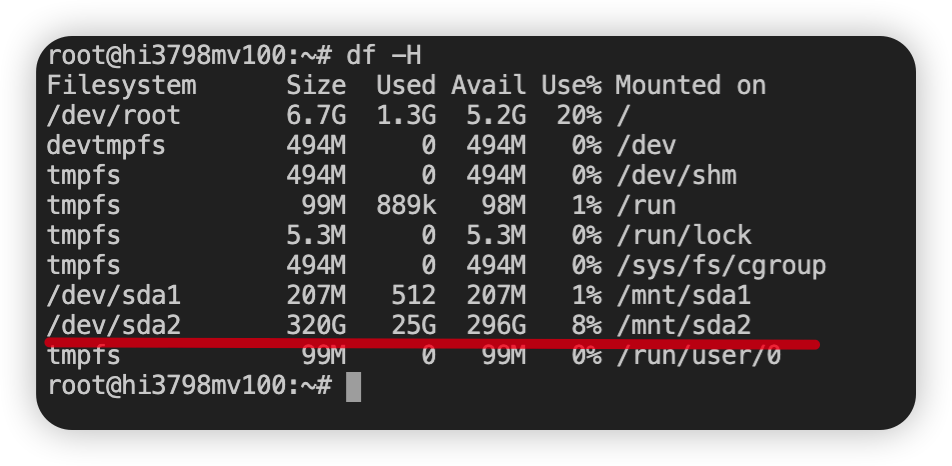 root@hi3798mv100:~# df -H
Filesystem      Size  Used Avail Use% Mounted on
/dev/root       6.7G  1.3G  5.2G  20% /
devtmpfs        494M     0  494M   0% /dev
tmpfs           494M     0  494M   0% /dev/shm
tmpfs            99M  889k   98M   1% /run
tmpfs           5.3M     0  5.3M   0% /run/lock
tmpfs           494M     0  494M   0% /sys/fs/cgroup
/dev/sda1       207M   512  207M   1% /mnt/sda1
/dev/sda2       320G   25G  296G   8% /mnt/sda2
tmpfs            99M     0   99M   0% /run/user/0
root@hi3798mv100:~#